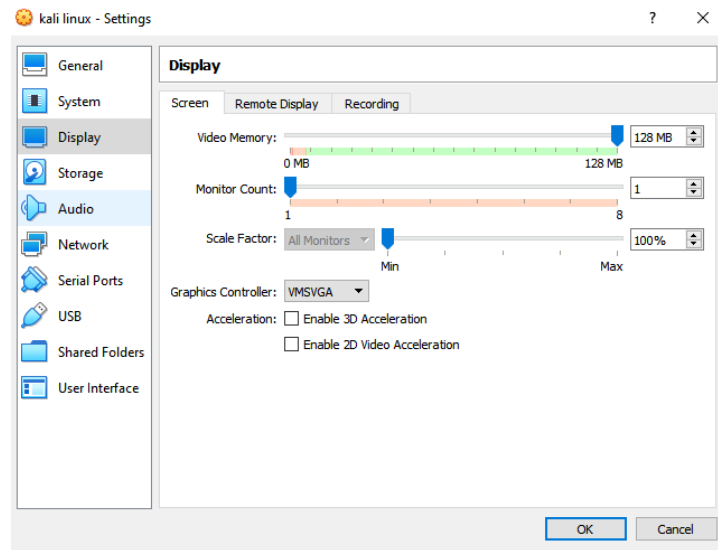 kali linux - Settings
?
General
System
Display
Storage
Audio
Network
Serial Ports
USB
Shared Folders
User Interface
Display
Screen Remote Display Recording
Video Memory: 128 MB
0 MB 128 MB
Monitor Count: 1
1 8
Scale Factor: All Monitors 100%
Min Max
Graphics Controller: VMSVGA
Acceleration: Enable 3D Acceleration
Enable 2D Video Acceleration
OK Cancel